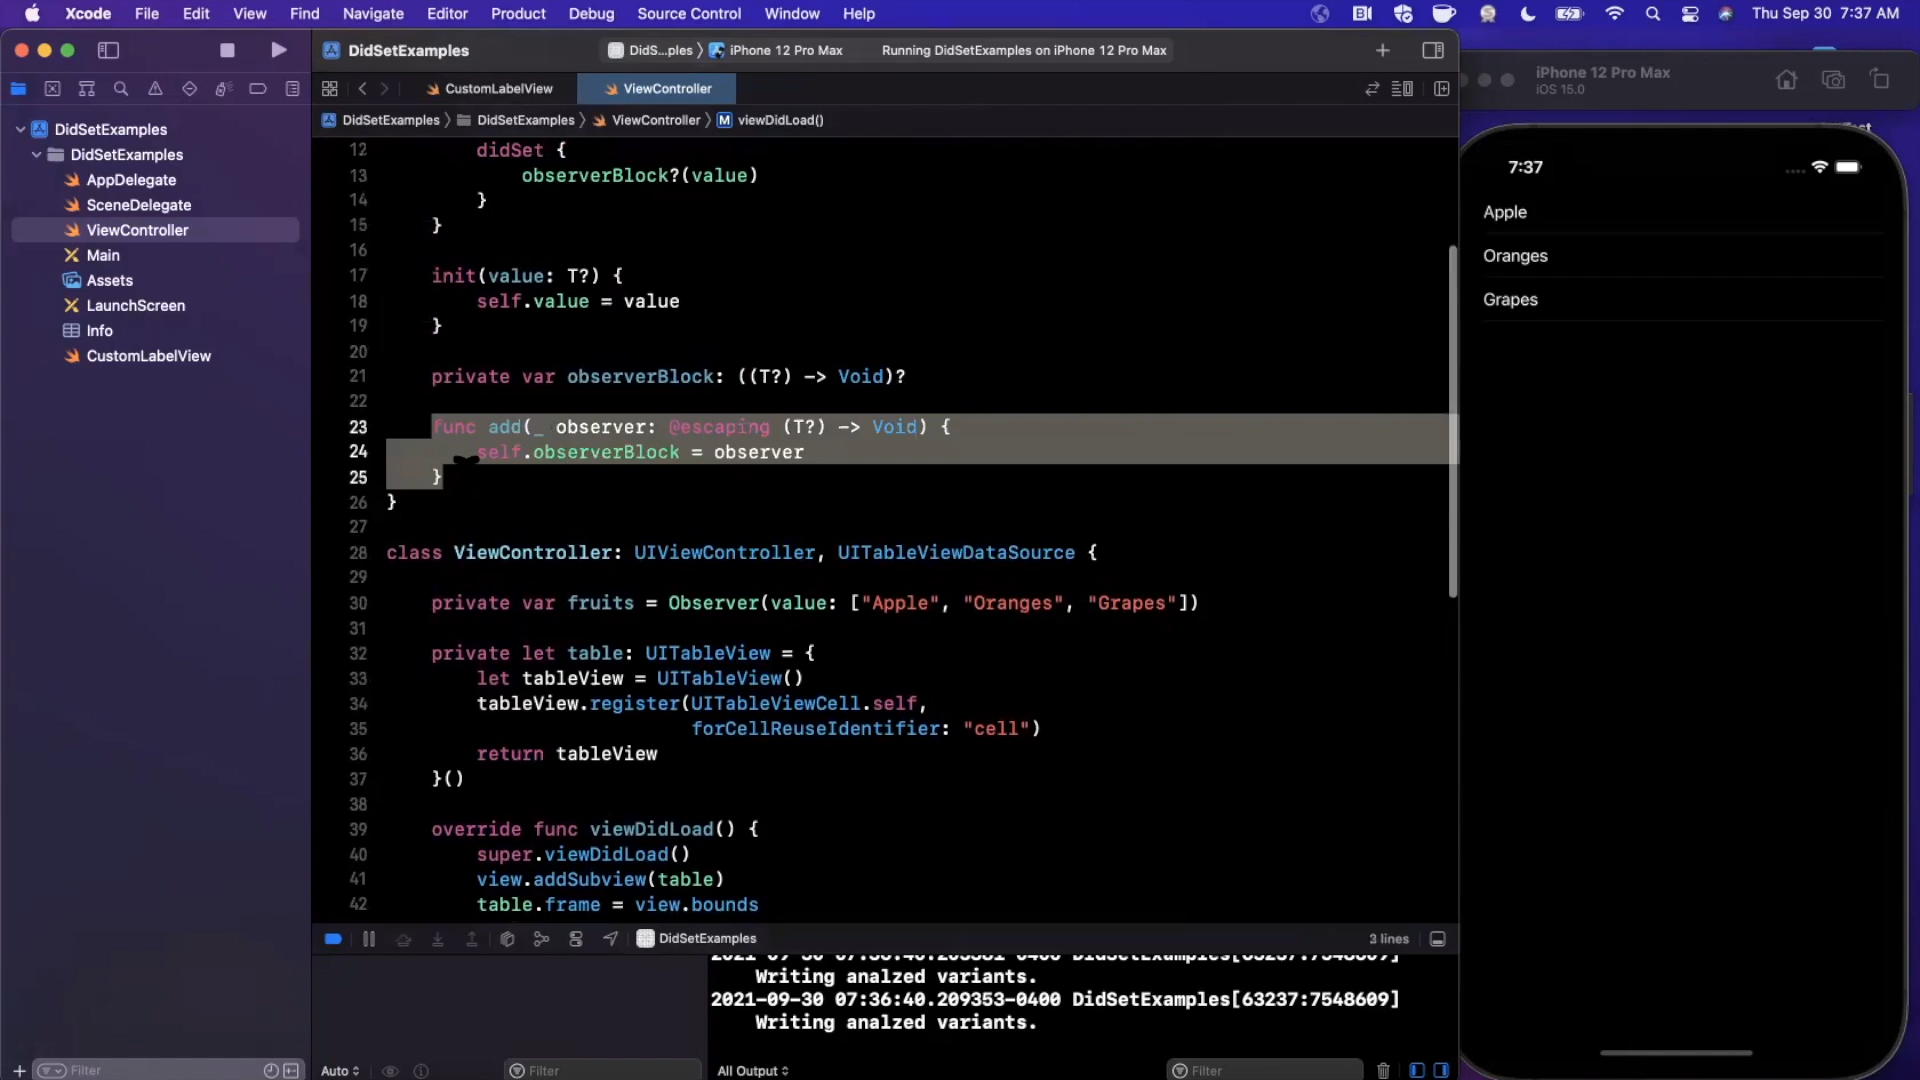 Xcode File Edit View Find Navigate Editor Product Debug Source Control Window Help
Thu Sep 30 7:37 AM
DidSetExamples
DidS...ples
iPhone 12 Pro Max
Running DidSetExamples on iPhone 12 Pro Max
CustomLabelView
ViewController
DidSetExamples
DidSetExamples
ViewController
M viewDidLoad()
DidSetExamples
DidSetExamples
AppDelegate
SceneDelegate
ViewController
Main
Assets
LaunchScreen
Info
CustomLabelView
12 didSet {
13 observerBlock?(value)
14 }
15 }
16
17 init(value: T?) {
18 self.value = value
19 }
20
21 private var observerBlock: ((T?) -> Void)?
22
23 func add(_ observer: @escaping (T?) -> Void) {
24 self.observerBlock = observer
25 }
26 }
27
28 class ViewController: UIViewController, UITableViewDataSource {
29
30 private var fruits = Observer(value: ["Apple", "Oranges", "Grapes"])
31
32 private let table: UITableView = {
33 let tableView = UITableView()
34 tableView.register(UITableViewCell.self,
35 forCellReuseIdentifier: "cell")
36 return tableView
37 }()
38
39 override func viewDidLoad() {
40 super.viewDidLoad()
41 view.addSubview(table)
42 table.frame = view.bounds
DidSetExamples
3 lines
Writing analzed variants.
2021-09-30 07:36:40.209353-0400 DidSetExamples[63237:7548609]
Writing analzed variants.
Filter
Auto
Filter
All Output
Filter
iPhone 12 Pro Max
iOS 15.0
7:37
Apple
Oranges
Grapes